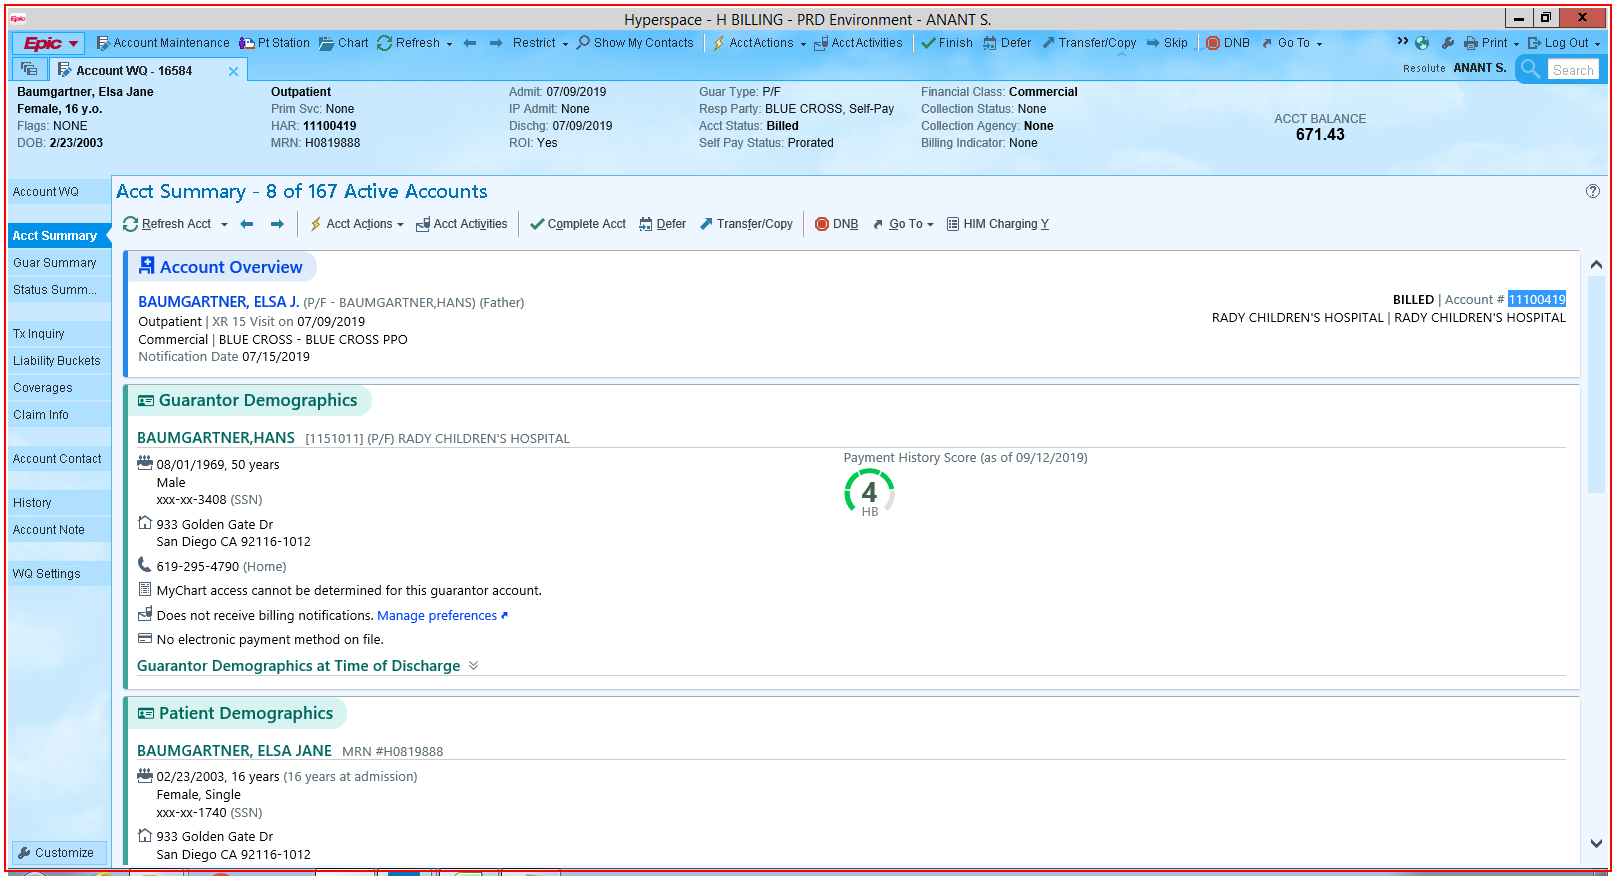 Epic Hyperspace - H BILLING - PRD Environment - ANANT S.
Epic Account Maintenance Pt Station Chart Refresh Restrict Show My Contacts AcctActions AcctActivities Finish Defer Transfer/Copy Skip DNB Go To Print Log Out
Account WQ - 16584 Resolute ANANT S. Search
Baumgartner, Elsa Jane Outpatient Admit: 07/09/2019 Guar Type: P/F Financial Class: Commercial
Female, 16 y.o. Prim Svc: None IP Admit: None Resp Party: BLUE CROSS, Self-Pay Collection Status: None
Flags: NONE HAR: 11100419 Dischg: 07/09/2019 Acct Status: Billed Collection Agency: None
DOB: 2/23/2003 MRN: H0819888 ROI: Yes Self Pay Status: Prorated Billing Indicator: None
ACCT BALANCE
671.43
Account WQ
Acct Summary
Guar Summary
Status Summ...
Tx Inquiry
Liability Buckets
Coverages
Claim Info
Account Contact
History
Account Note
WQ Settings
Customize
Acct Summary - 8 of 167 Active Accounts
Refresh Acct Acct Actions Acct Activities Complete Acct Defer Transfer/Copy DNB Go To HIM Charging Y
Account Overview
BAUMGARTNER, ELSA J. (P/F - BAUMGARTNER,HANS) (Father) BILLED | Account # 11100419
Outpatient | XR 15 Visit on 07/09/2019 RADY CHILDREN'S HOSPITAL | RADY CHILDREN'S HOSPITAL
Commercial | BLUE CROSS - BLUE CROSS PPO
Notification Date 07/15/2019
Guarantor Demographics
BAUMGARTNER,HANS [1151011] (P/F) RADY CHILDREN'S HOSPITAL
08/01/1969, 50 years
Male
xxx-xx-3408 (SSN)
933 Golden Gate Dr
San Diego CA 92116-1012
619-295-4790 (Home)
MyChart access cannot be determined for this guarantor account.
Does not receive billing notifications. Manage preferences
No electronic payment method on file.
Payment History Score (as of 09/12/2019)
4
HB
Guarantor Demographics at Time of Discharge
Patient Demographics
BAUMGARTNER, ELSA JANE MRN #H0819888
02/23/2003, 16 years (16 years at admission)
Female, Single
xxx-xx-1740 (SSN)
933 Golden Gate Dr
San Diego CA 92116-1012